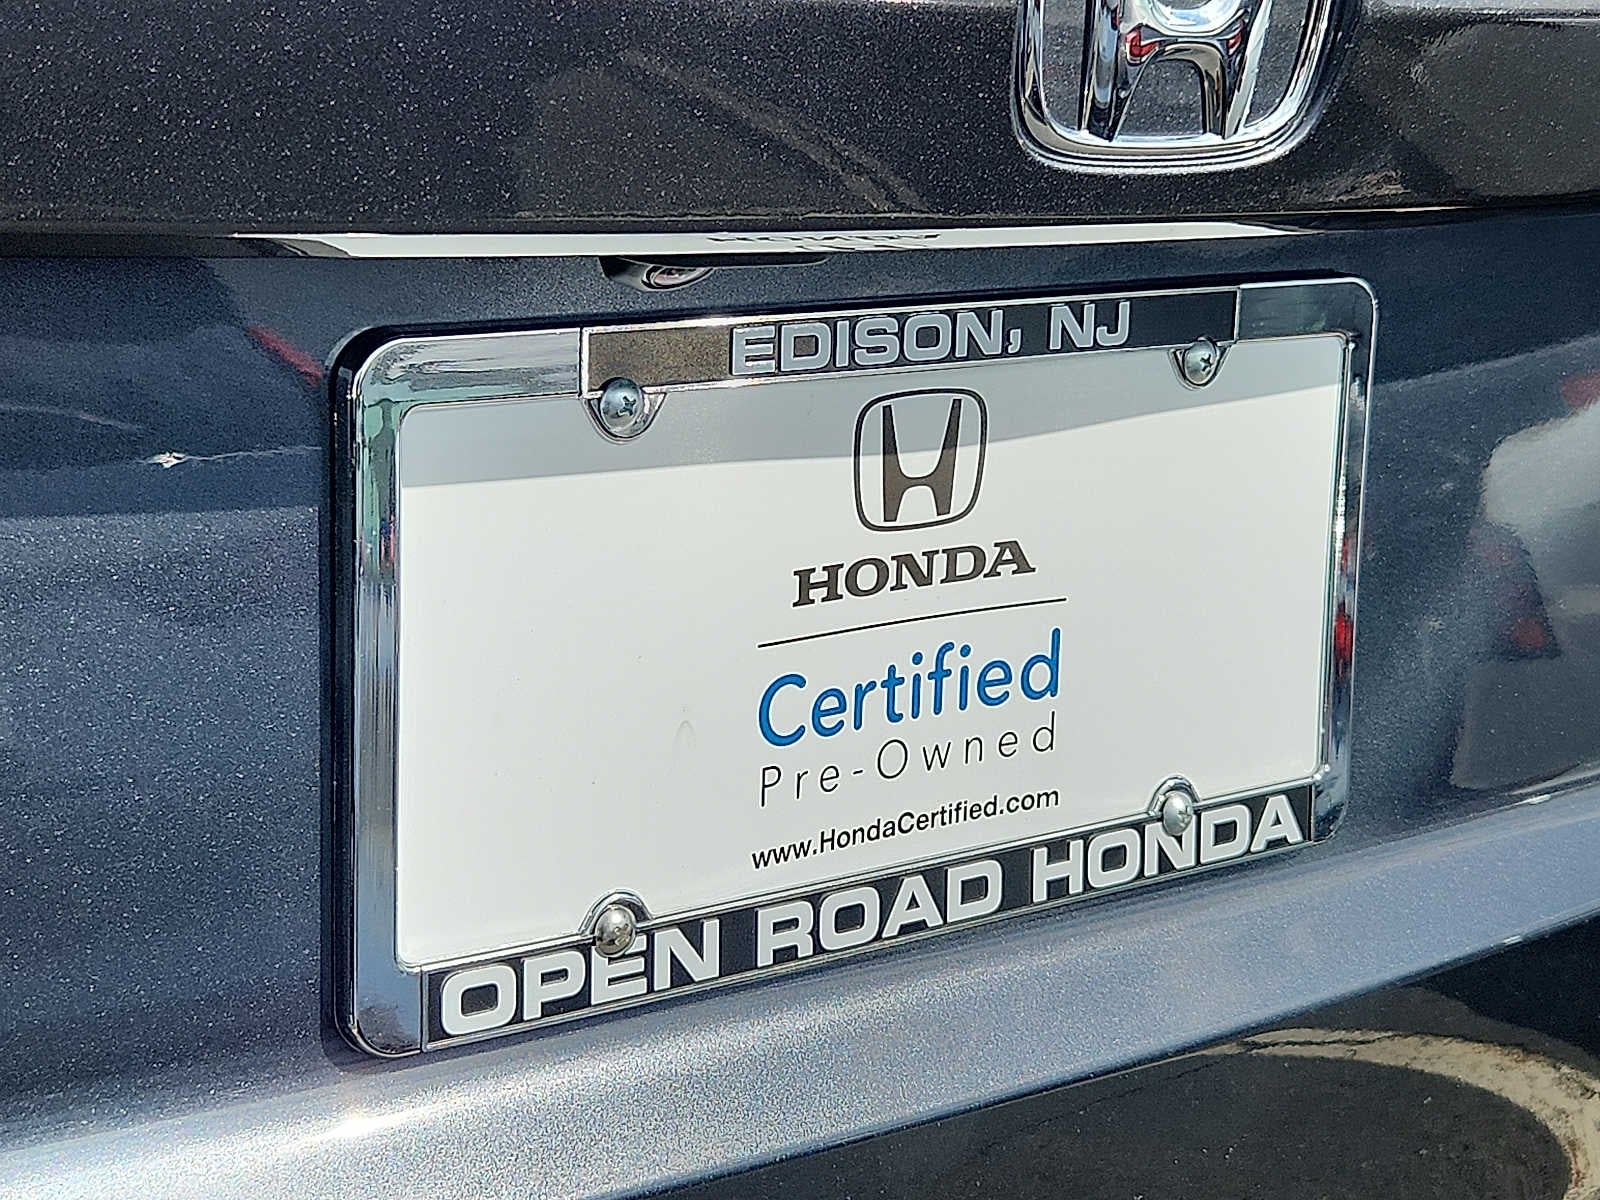 EDISON, NJ
HONDA
Certified
Pre-Owned
www.HondaCertified.com
OPEN ROAD HONDA